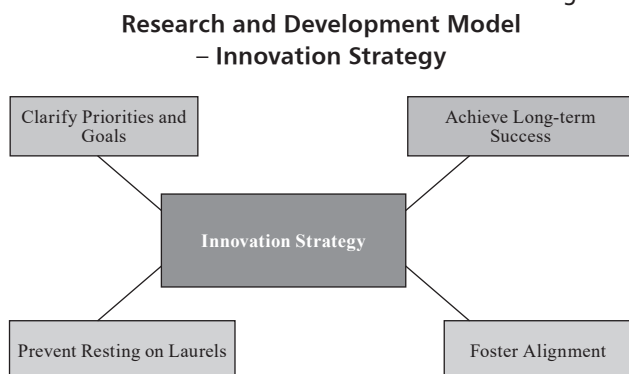 Research and Development Model
– Innovation Strategy
Clarify Priorities and
Goals
Achieve Long-term
Success
Innovation Strategy
Prevent Resting on Laurels
Foster Alignment